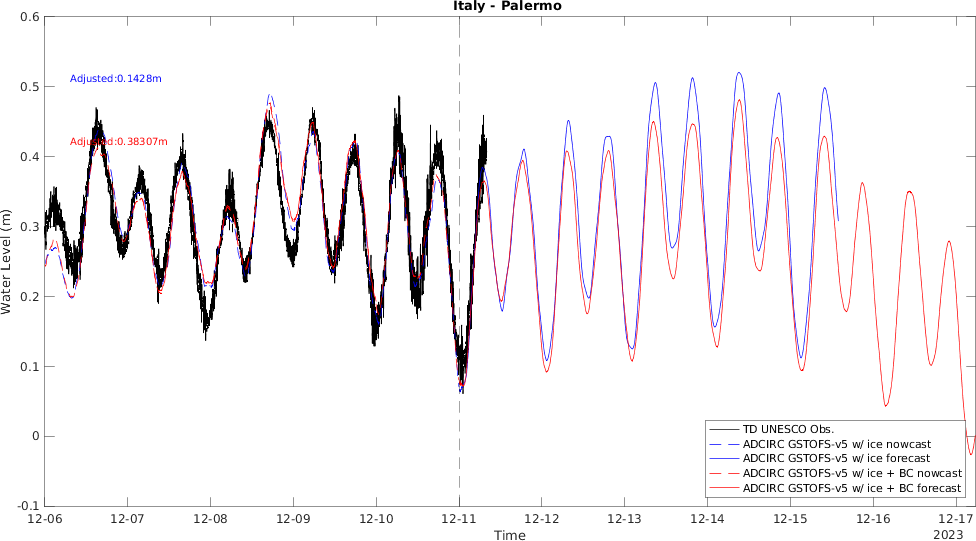 Italy - Palermo
0.6
0.5
0.4
0.3
0.2
0.1
0
-0.1
Water Level (m)
Adjusted:0.1428m
Adjusted:0.38307m
TD UNESCO Obs.
ADCIRC GSTOFS-v5 w/ ice nowcast
ADCIRC GSTOFS-v5 w/ ice forecast
ADCIRC GSTOFS-v5 w/ ice + BC nowcast
ADCIRC GSTOFS-v5 w/ ice + BC forecast
12-06 12-07 12-08 12-09 12-10 12-11 12-12 12-13 12-14 12-15 12-16 12-17
Time
2023